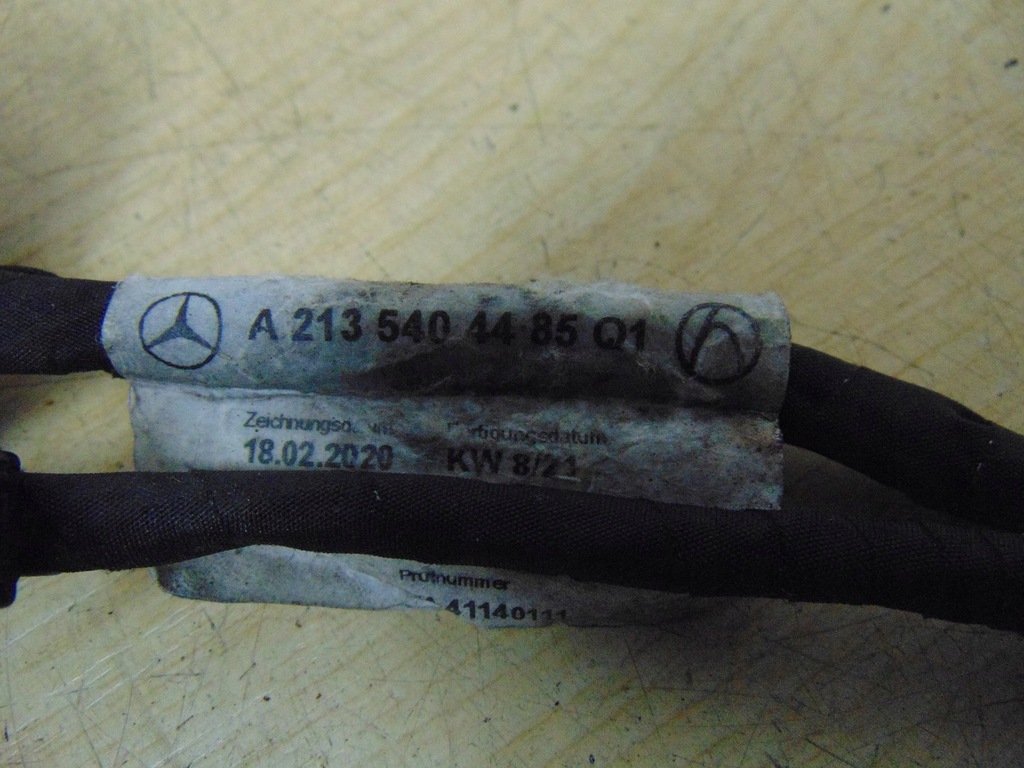 A 213 540 44 85 Q1
18.02.2020 KW 8/21
Prüfnummer
41140111